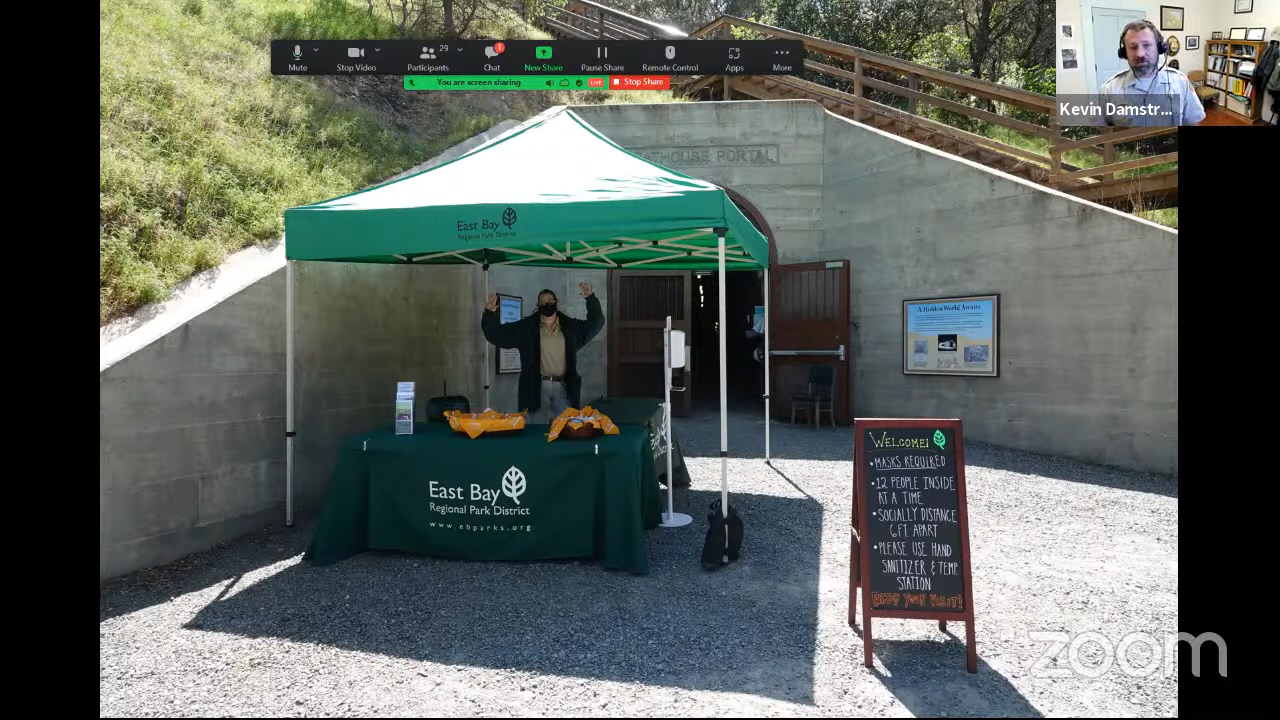 29
1
Mute
Stop Video
Participants
Chat
New Share
Pause Share
Remote Control
Apps
More
You are screen sharing
LIVE
Stop Share
Kevin Damstr...
THOUSE PORTAL
East Bay
Regional Park District
A Hidden World Awaits
East Bay
Regional Park District
www.ebparks.org
WELCOME!
•MASKS REQUIRED
•12 PEOPLE INSIDE
AT A TIME
•SOCIALLY DISTANCE
6FT. APART
•PLEASE USE HAND
SANITIZER & TEMP
STATION
ENJOY YOUR VISIT!
zoom